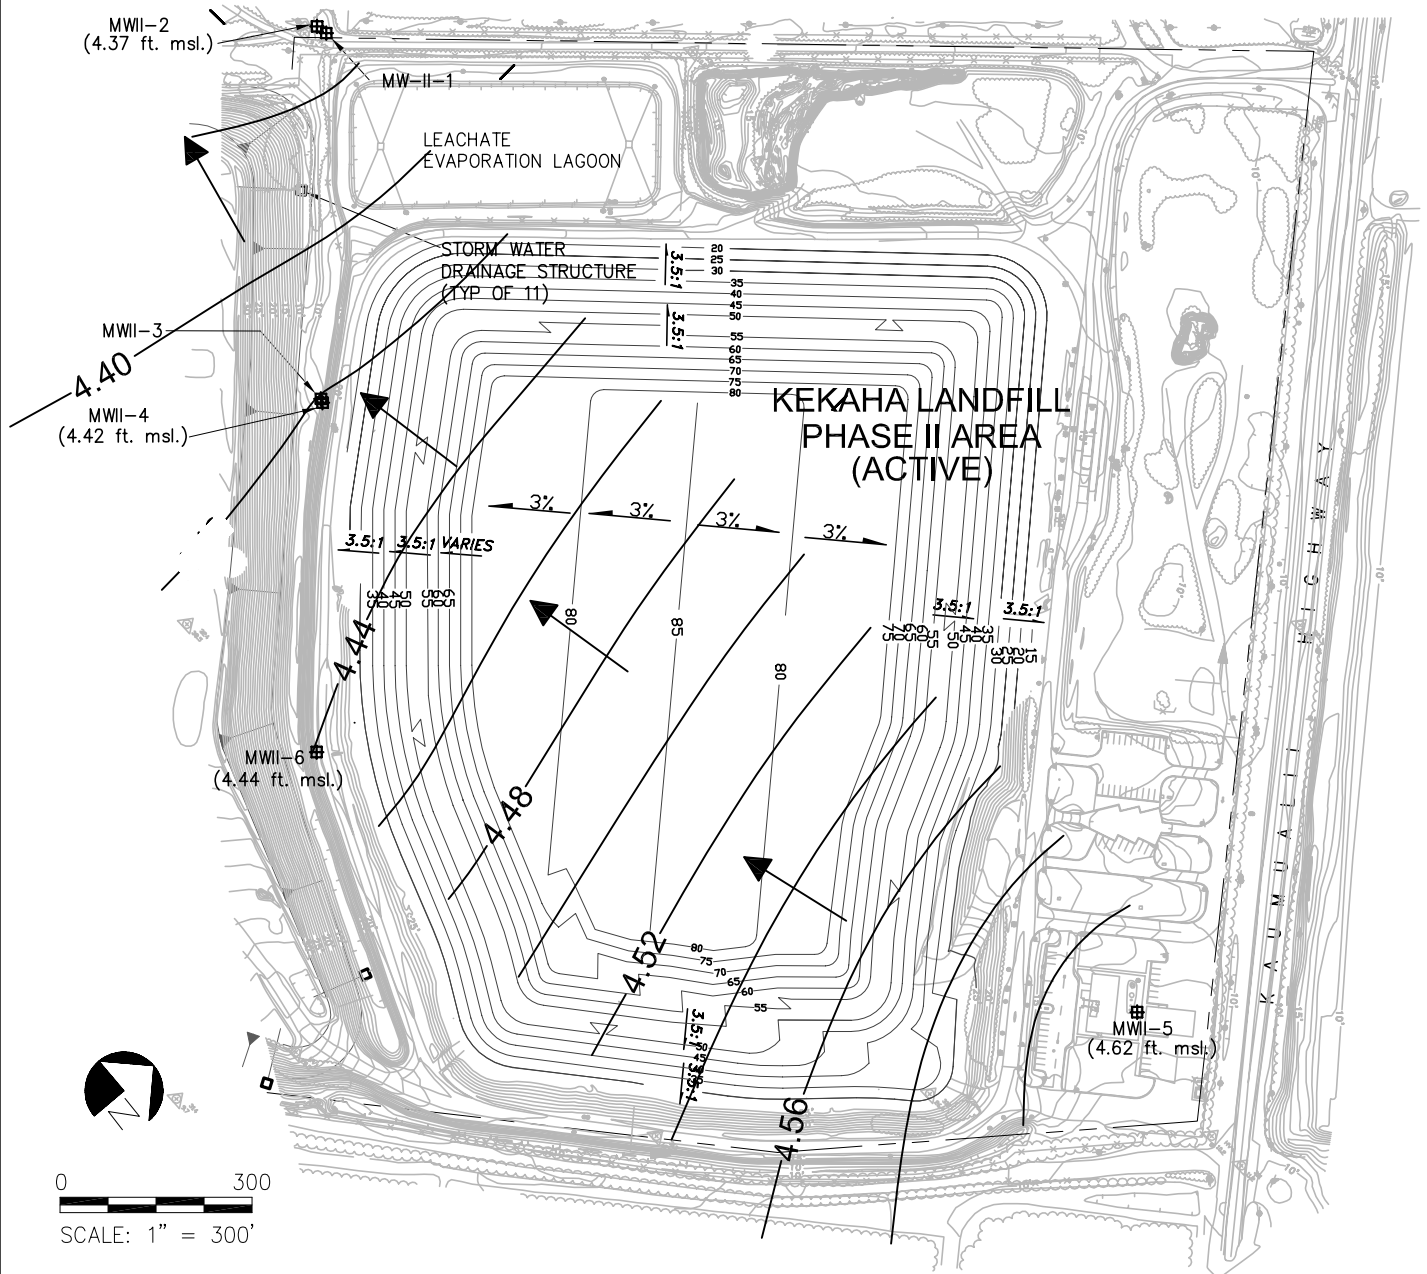 MWII-2
(4.37 ft. msl.)
MW-II-1
LEACHATE
EVAPORATION LAGOON
STORM WATER
DRAINAGE STRUCTURE
(TYP OF 11)
3.5:1
3.5:1
20
25
30
35
40
45
50
55
60
65
70
75
80
MWII-3
4.40
MWII-4
(4.42 ft. msl.)
KEKAHA LANDFILL
PHASE II AREA
(ACTIVE)
3%
3%
3%
3%
3.5:1
3.5:1
VARIES
35
40
45
50
55
60
65
80
85
80
3.5:1
3.5:1
75
70
65
60
55
50
45
40
35
30
25
20
15
KAUMUALII HIGHWAY
4.44
MWII-6
(4.44 ft. msl.)
4.48
4.52
80
75
70
65
60
55
3.5:1
50
45
3.5:1
4.56
MWII-5
(4.62 ft. msl.)
0 300
SCALE: 1" = 300'